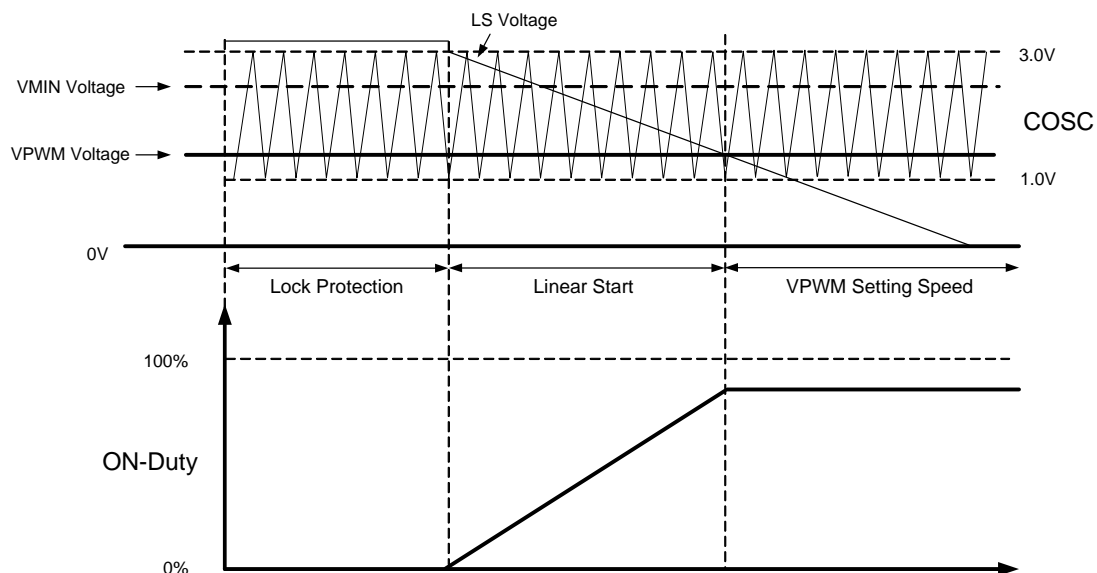 LS Voltage
3.0V
VMIN Voltage
COSC
VPWM Voltage
1.0V
0V
Lock Protection
Linear Start
VPWM Setting Speed
100%
ON-Duty
0%